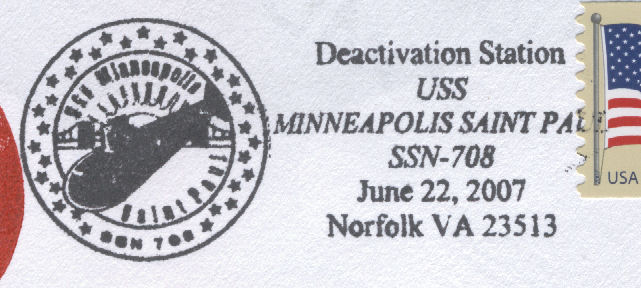 USS Minneapolis
Saint Paul
SSN 708
Deactivation Station
USS
MINNEAPOLIS SAINT PAUL
SSN-708
June 22, 2007
Norfolk VA 23513
USA